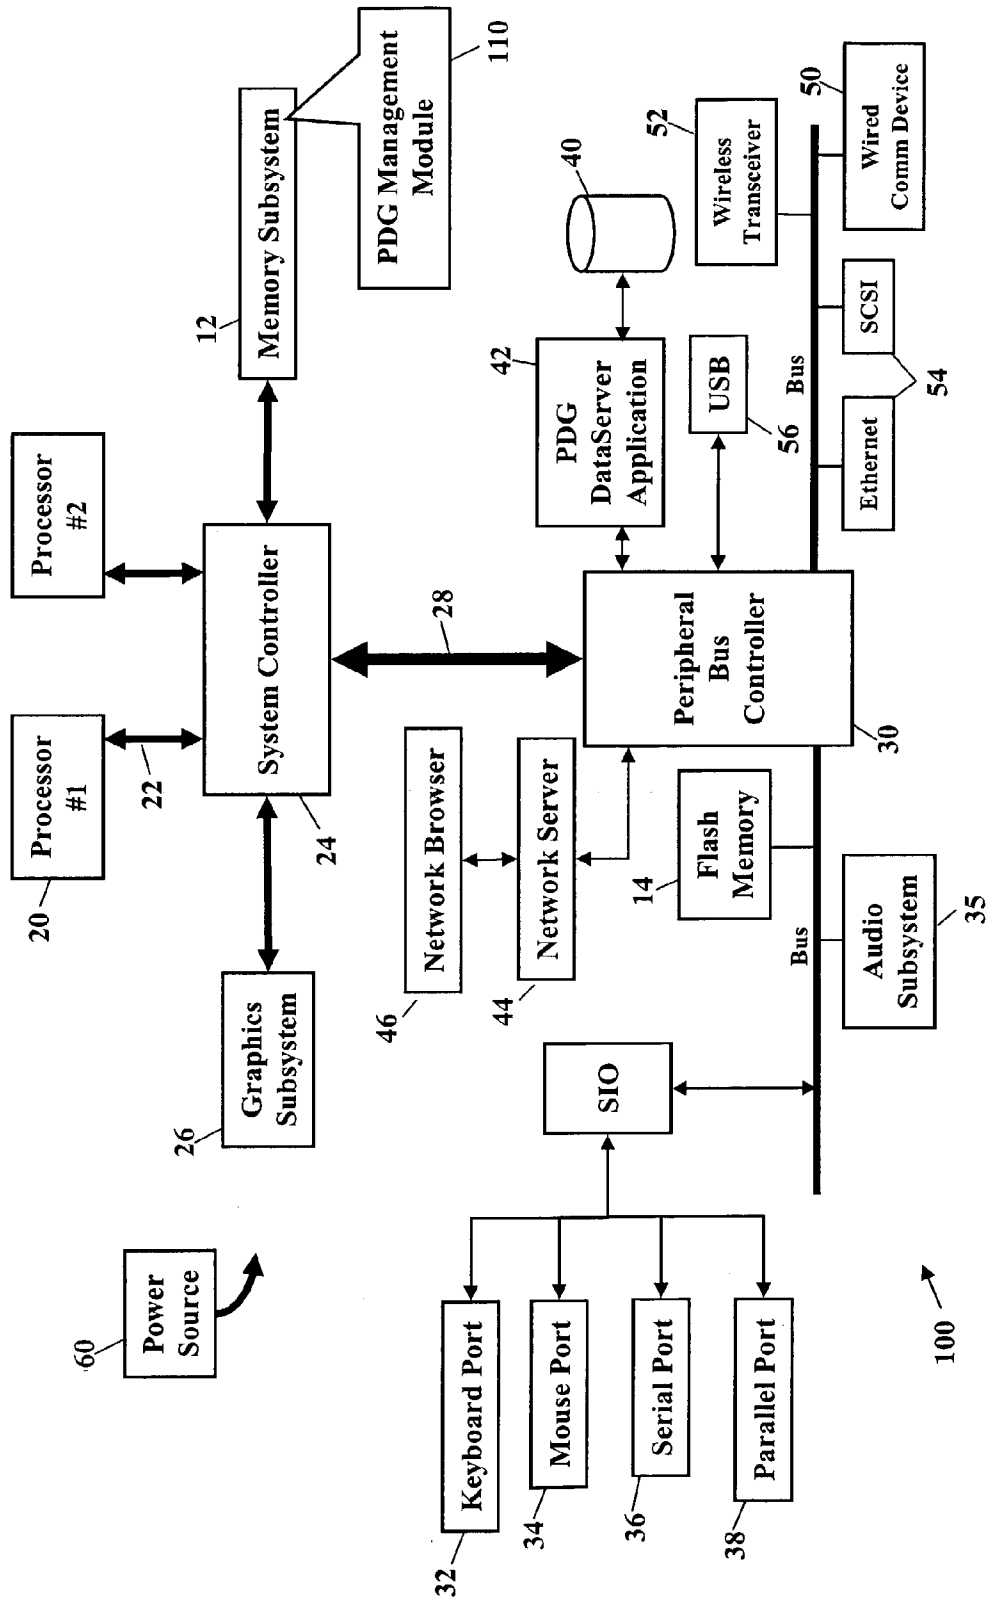 60
Power
Source
20
Processor
#1
22
Processor
#2
26
Graphics
Subsystem
24
System Controller
12
Memory Subsystem
PDG Management
Module
110
28
46
Network Browser
44
Network Server
42
PDG
DataServer
Application
40
32
Keyboard Port
34
Mouse Port
36
Serial Port
38
Parallel Port
SIO
14
Flash
Memory
Peripheral
Bus
Controller
30
USB
56
52
Wireless
Transceiver
Bus
Bus
Audio
Subsystem
35
Ethernet
SCSI
54
Wired
Comm Device
50
100